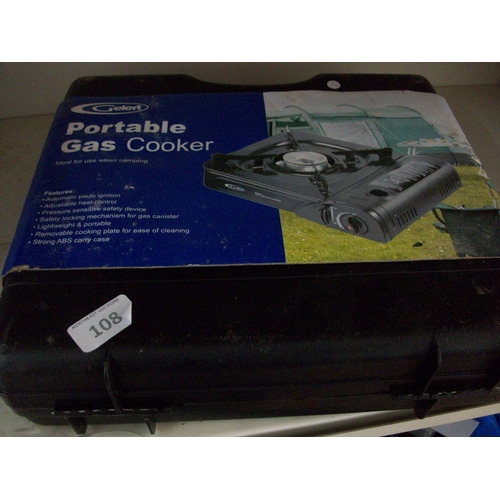 Gelert
Portable
Gas Cooker
Ideal for use when camping
Features:
• Automatic piezo ignition
• Adjustable heat control
• Pressure sensitive safety device
• Safety locking mechanism for gas canister
• Lightweight & portable
• Removable cooking plate for ease of cleaning
• Strong ABS carry case
108